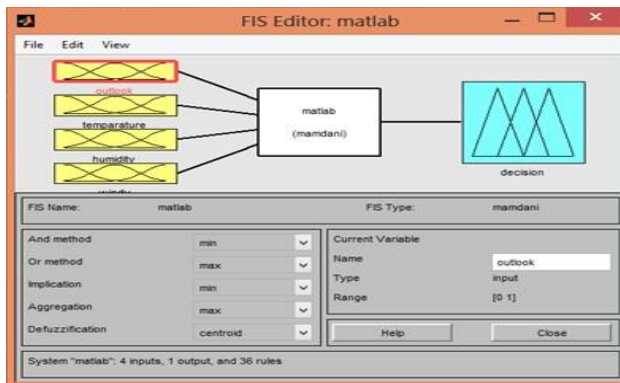 FIS Editor: matlab
File Edit View
outlook
temparature
humidity
windy
matlab
(mamdani)
decision
FIS Name: matlab FIS Type: mamdani
And method min
Or method max
Implication min
Aggregation max
Defuzzification centroid
Current Variable
Name outlook
Type input
Range [0 1]
Help Close
System "matlab": 4 inputs, 1 output, and 36 rules